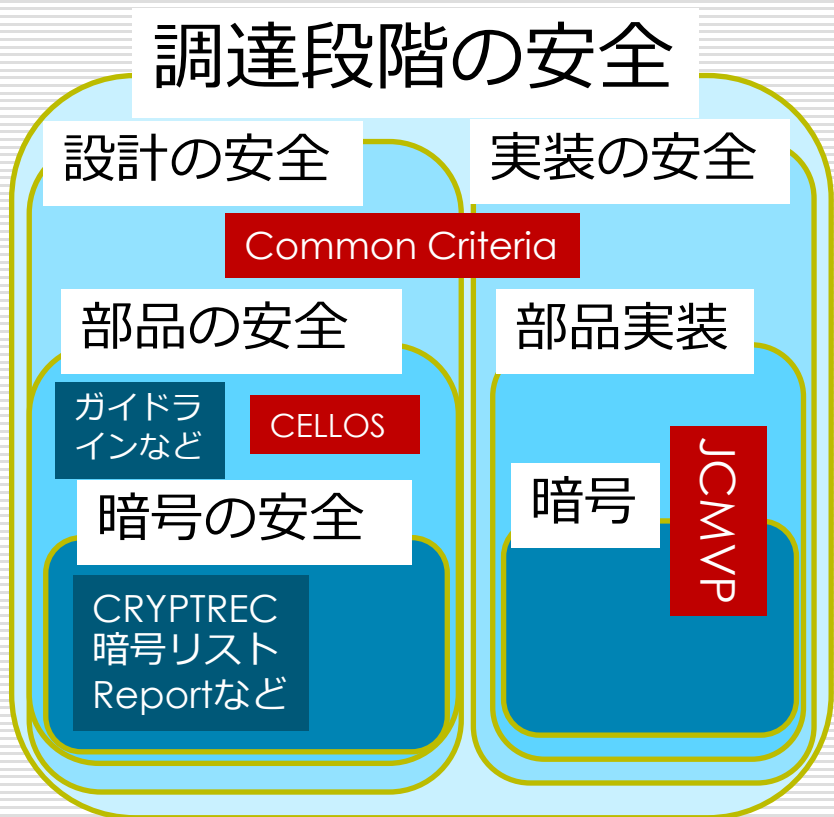 調達段階の安全
設計の安全
実装の安全
Common Criteria
部品の安全
部品実装
ガイドラ
インなど
CELLOS
JCMVP
暗号の安全
暗号
CRYPTREC
暗号リスト
Reportなど